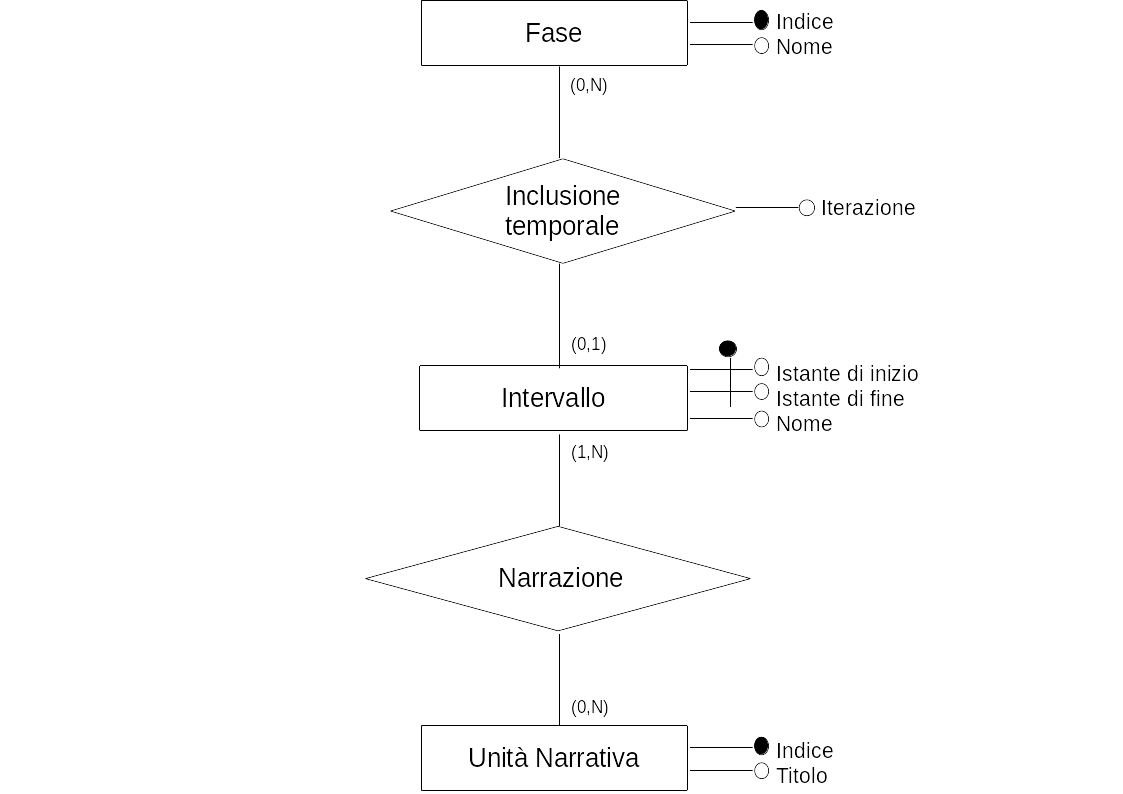 Fase
Indice
Nome
(0,N)
Inclusione
temporale
Iterazione
(0,1)
Intervallo
Istante di inizio
Istante di fine
Nome
(1,N)
Narrazione
(0,N)
Unità Narrativa
Indice
Titolo